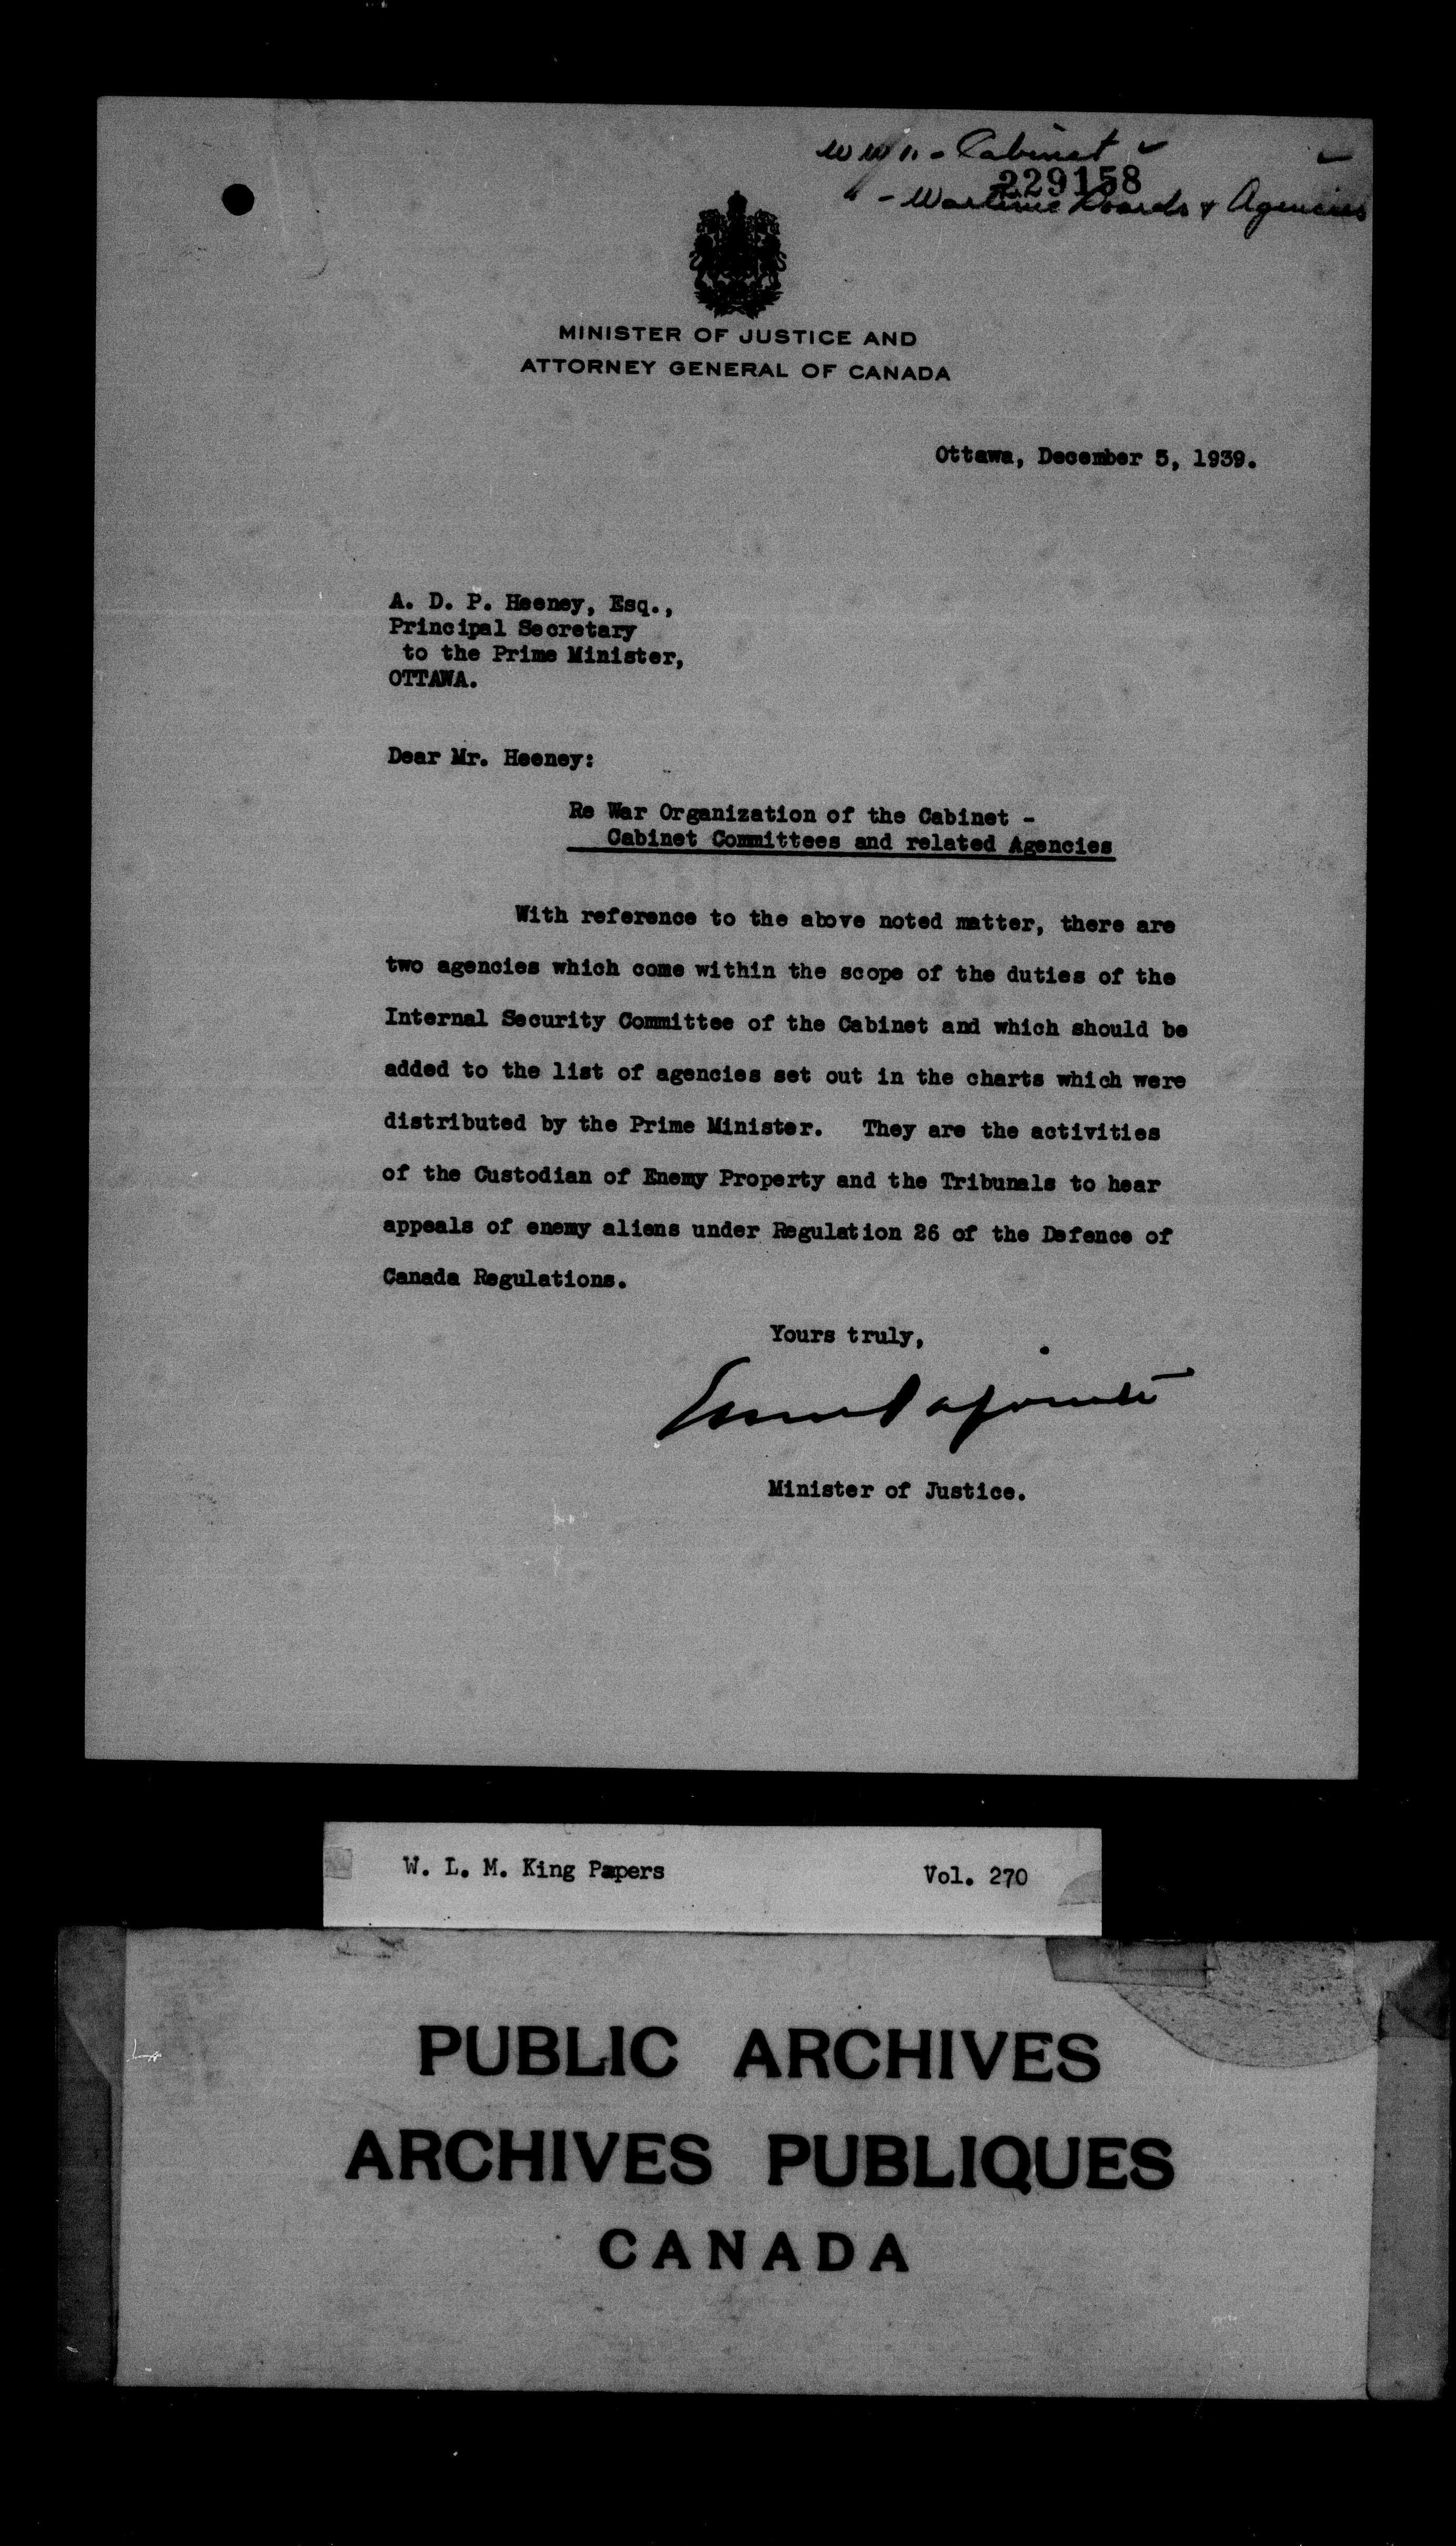 WWII - Cabinet ✓
229158
" - Wartime Boards & Agencies
MINISTER OF JUSTICE AND
ATTORNEY GENERAL OF CANADA
Ottawa, December 5, 1939.
A. D. P. Heeney, Esq.,
Principal Secretary
to the Prime Minister,
OTTAWA.
Dear Mr. Heeney:
Re War Organization of the Cabinet -
Cabinet Committees and related Agencies
With reference to the above noted matter, there are
two agencies which come within the scope of the duties of the
Internal Security Committee of the Cabinet and which should be
added to the list of agencies set out in the charts which were
distributed by the Prime Minister. They are the activities
of the Custodian of Enemy Property and the Tribunals to hear
appeals of enemy aliens under Regulation 26 of the Defence of
Canada Regulations.
Yours truly,
Ernest Lapointe
Minister of Justice.
W. L. M. King Papers Vol. 270
PUBLIC ARCHIVES
ARCHIVES PUBLIQUES
CANADA